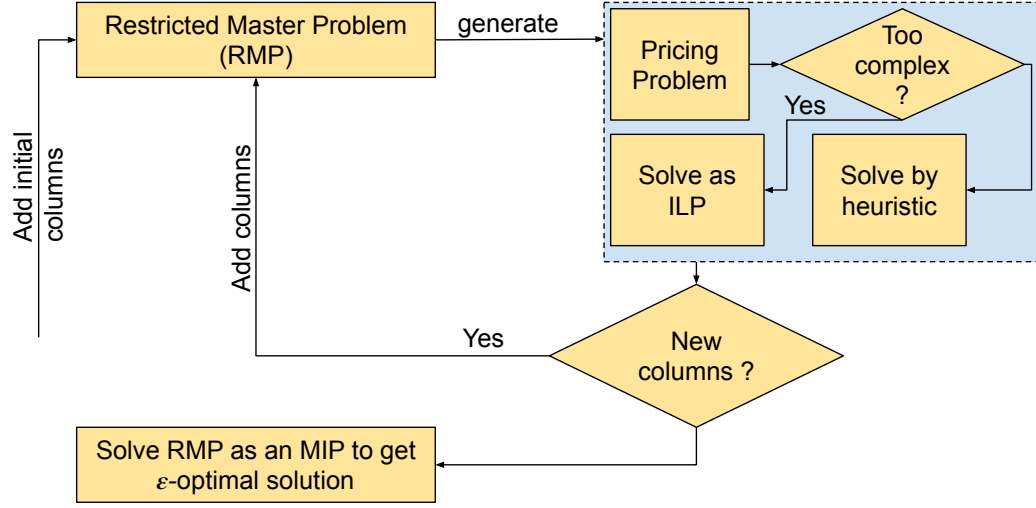 Restricted Master Problem
(RMP)
generate
Pricing
Problem
Too
complex
?
Yes
Solve as
ILP
Solve by
heuristic
Add initial
columns
Add columns
Yes
New
columns ?
Solve RMP as an MIP to get
ε-optimal solution